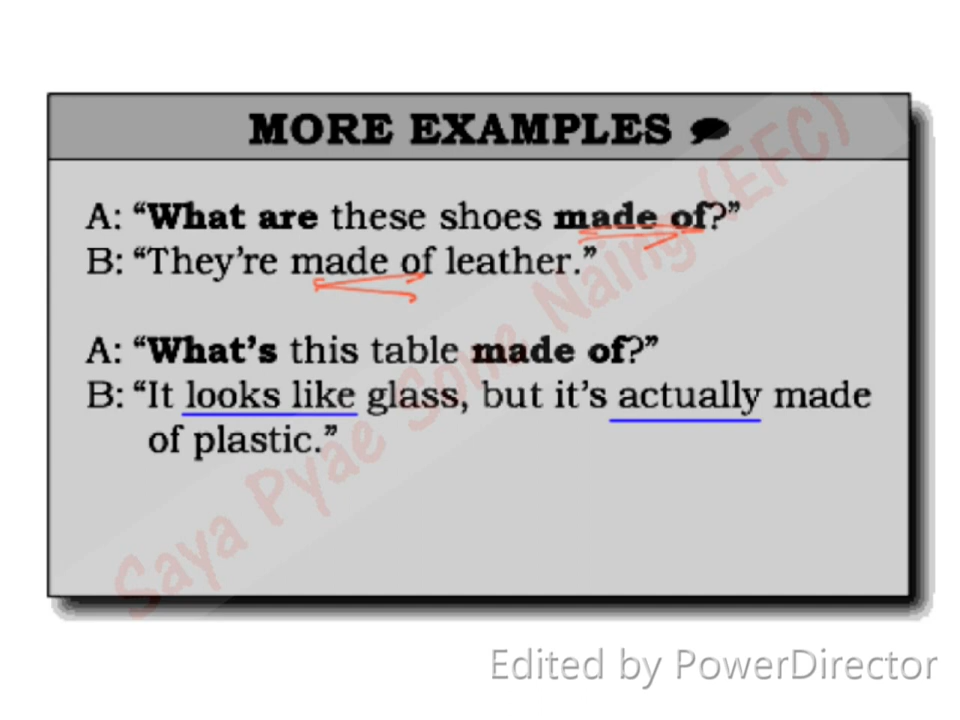 MORE EXAMPLES
A: “What are these shoes made of?”
B: “They’re made of leather.”
A: “What’s this table made of?”
B: “It looks like glass, but it’s actually made
of plastic.”
Saya Pyae Sone Naing (EFC)
Edited by PowerDirector